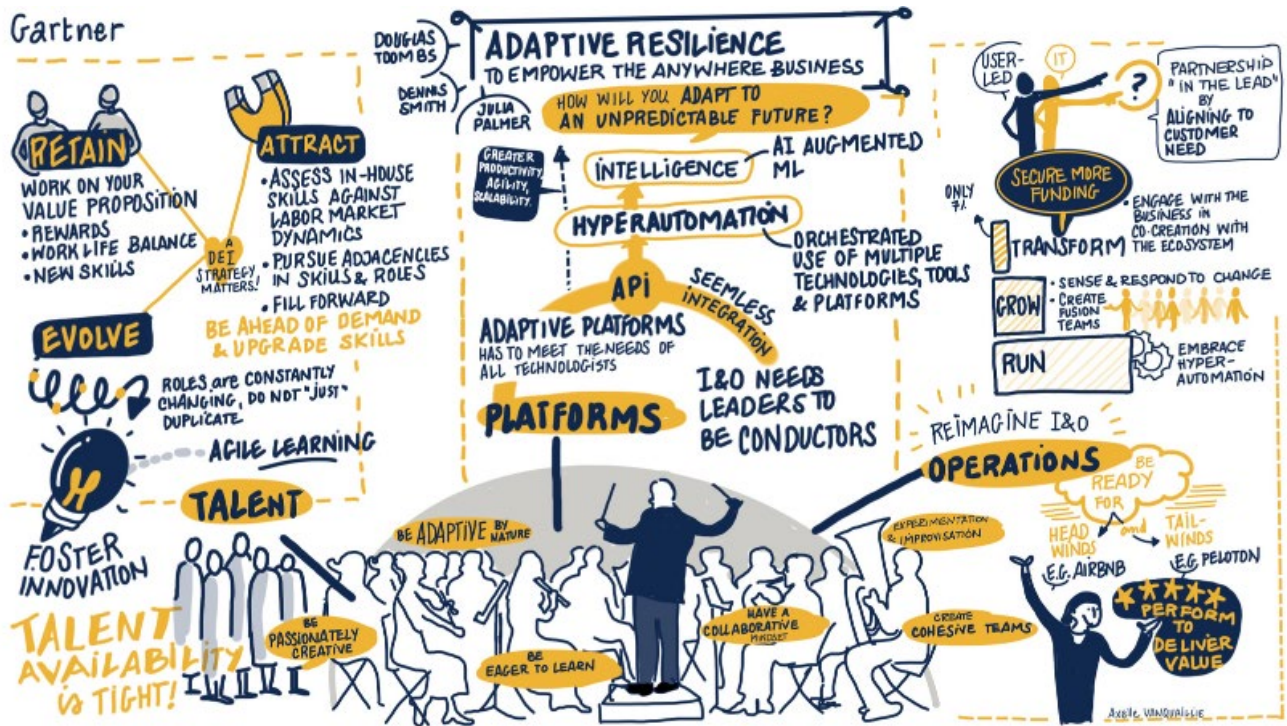 Gartner
DOUGLAS
TOOMBS
DENNIS
SMITH
JULIA
PALMER
ADAPTIVE RESILIENCE
TO EMPOWER THE ANYWHERE BUSINESS
HOW WILL YOU ADAPT TO
AN UNPREDICTABLE FUTURE?
RETAIN
WORK ON YOUR
VALUE PROPOSITION
• REWARDS
• WORK LIFE BALANCE
• NEW SKILLS
ATTRACT
• ASSESS IN-HOUSE
SKILLS AGAINST
LABOR MARKET
DYNAMICS
• PURSUE ADJACENCIES
IN SKILLS & ROLES
• FILL FORWARD
BE AHEAD OF DEMAND
& UPGRADE SKILLS
A
DEI
STRATEGY
MATTERS!
EVOLVE
ROLES are CONSTANTLY
CHANGING, DO NOT "JUST"
DUPLICATE
AGILE LEARNING
FOSTER
INNOVATION
TALENT
TALENT
AVAILABILITY
is TIGHT!
GREATER
PRODUCTIVITY,
AGILITY,
SCALABILITY.
INTELLIGENCE
AI AUGMENTED
ML
HYPERAUTOMATION
ORCHESTRATED
USE OF MULTIPLE
TECHNOLOGIES, TOOLS
& PLATFORMS
API
SEEMLESS
INTEGRATION
ADAPTIVE PLATFORMS
HAS TO MEET THE NEEDS OF
ALL TECHNOLOGISTS
PLATFORMS
I&O NEEDS
LEADERS TO
BE CONDUCTORS
USER-
LED
IT
?
PARTNERSHIP
"IN THE LEAD"
BY
ALIGNING TO
CUSTOMER
NEED
SECURE MORE
FUNDING
ONLY
7%
TRANSFORM
• ENGAGE WITH THE
BUSINESS IN
CO-CREATION WITH
THE ECOSYSTEM
GROW
• SENSE & RESPOND TO CHANGE
• CREATE
FUSION
TEAMS
RUN
EMBRACE
HYPER-
AUTOMATION
REIMAGINE I&O
OPERATIONS
BE
READY
FOR
HEAD
WINDS
and
TAIL-
WINDS
E.G. AIRBNB
E.G. PELOTON
PERFORM
TO
DELIVER
VALUE
BE ADAPTIVE BY
NATURE
EXPERIMENTATION
& IMPROVISATION
BE
PASSIONATELY
CREATIVE
BE
EAGER TO LEARN
HAVE A
COLLABORATIVE
MINDSET
CREATE
COHESIVE TEAMS
Axelle VANQUAILLIE